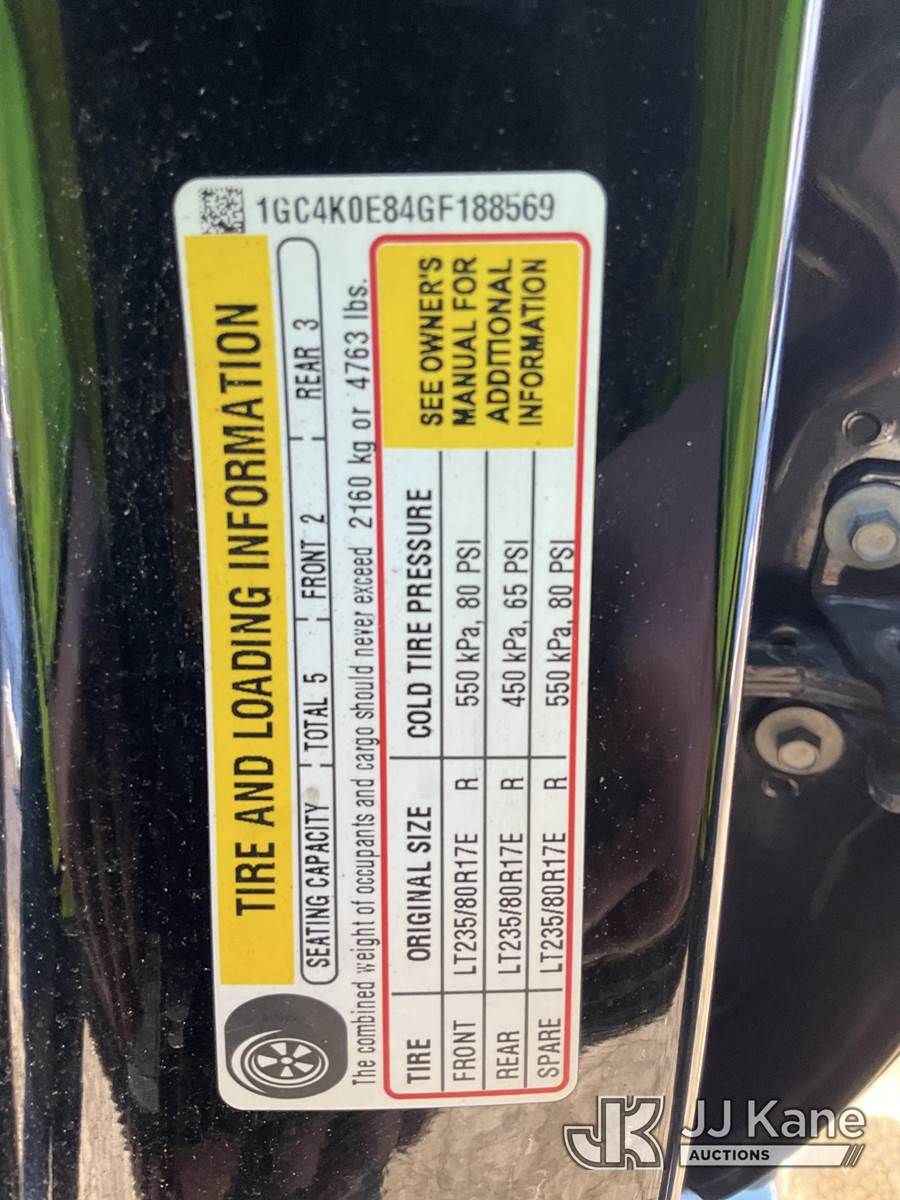 1GC4K0E84GF188569
TIRE AND LOADING INFORMATION
SEATING CAPACITY TOTAL 5 FRONT 2 REAR 3
The combined weight of occupants and cargo should never exceed 2160 kg or 4763 lbs.
TIRE ORIGINAL SIZE COLD TIRE PRESSURE
FRONT LT235/80R17E R 550 kPa, 80 PSI
REAR LT235/80R17E R 450 kPa, 65 PSI
SPARE LT235/80R17E R 550 kPa, 80 PSI
SEE OWNER'S
MANUAL FOR
ADDITIONAL
INFORMATION
JK JJ Kane
AUCTIONS